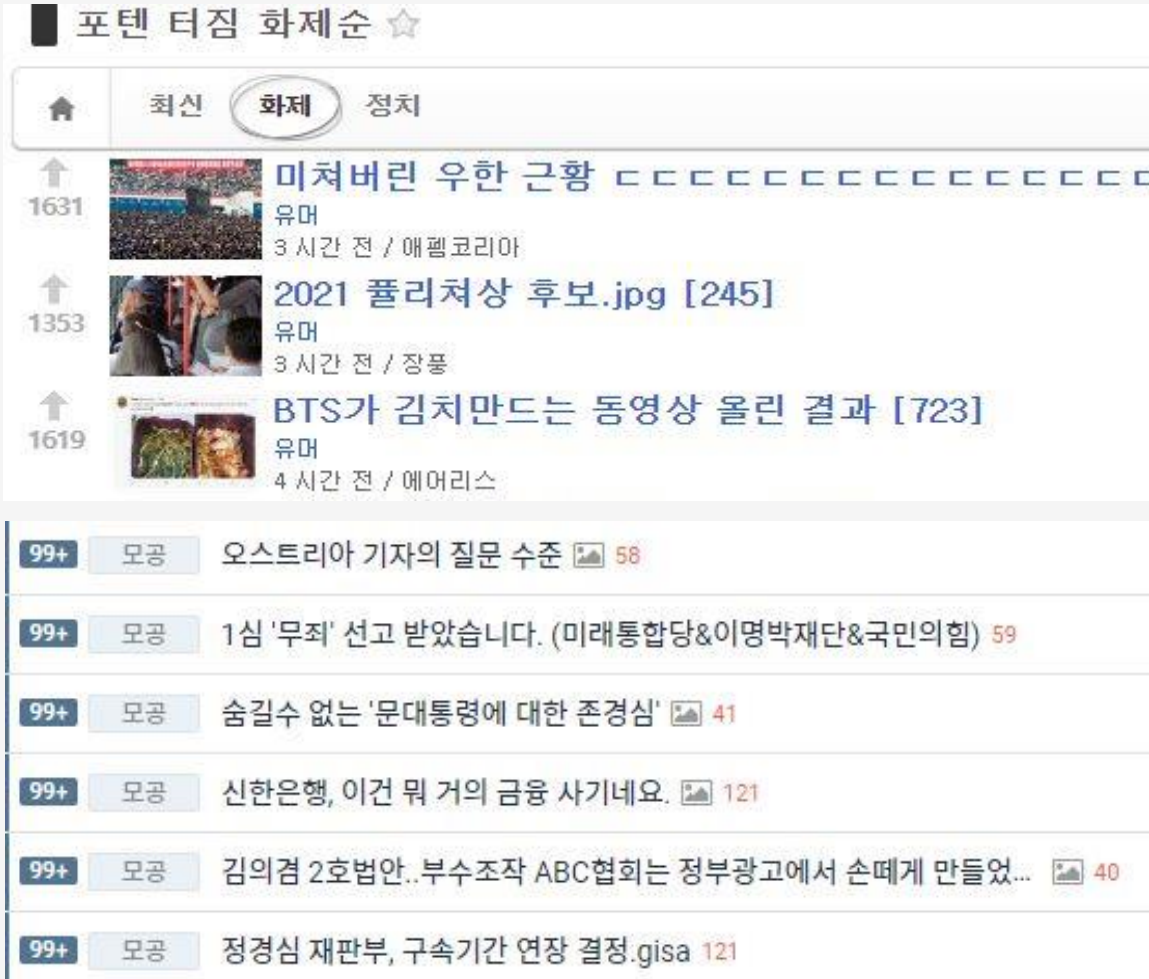 포텐 터짐 화제순
최신 화제 정치
1631
미쳐버린 우한 근황 ㄷㄷㄷㄷㄷㄷㄷㄷㄷㄷㄷㄷㄷㄷㄷ
유머
3 시간 전 / 애펨코리아
1353
2021 퓰리쳐상 후보.jpg [245]
유머
3 시간 전 / 장풍
1619
BTS가 김치만드는 동영상 올린 결과 [723]
유머
4 시간 전 / 에어리스
99+ 모공 오스트리아 기자의 질문 수준 58
99+ 모공 1심 '무죄' 선고 받았습니다. (미래통합당&이명박재단&국민의힘) 59
99+ 모공 숨길수 없는 '문대통령에 대한 존경심' 41
99+ 모공 신한은행, 이건 뭐 거의 금융 사기네요. 121
99+ 모공 김의겸 2호법안..부수조작 ABC협회는 정부광고에서 손떼게 만들었... 40
99+ 모공 정경심 재판부, 구속기간 연장 결정.gisa 121